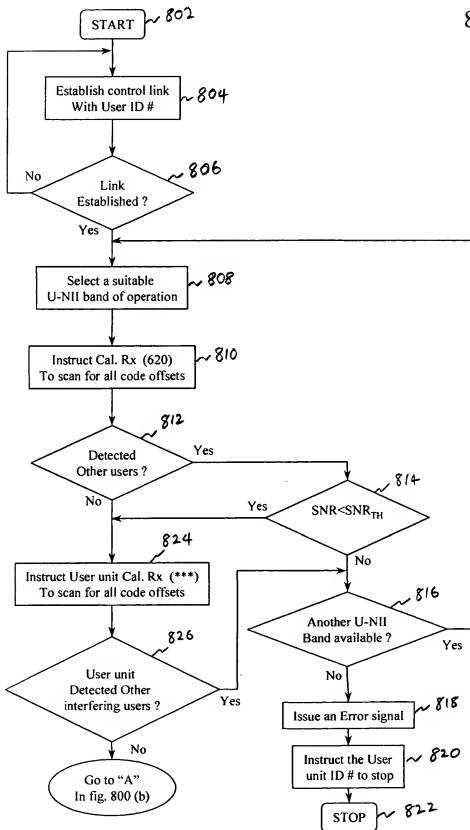 START
802
8
Establish control link
With User ID #
804
No
Link
Established ?
806
Yes
Select a suitable
U-NII band of operation
808
Instruct Cal. Rx (620)
To scan for all code offsets
810
812
Detected
Other users ?
Yes
No
814
SNR<SNRTH
Yes
No
824
Instruct User unit Cal. Rx (***)
To scan for all code offsets
816
Another U-NII
Band available ?
Yes
No
826
User unit
Detected Other
interfering users ?
Yes
No
Issue an Error signal
818
Instruct the User
unit ID # to stop
820
Go to “A”
In fig. 800 (b)
STOP
822